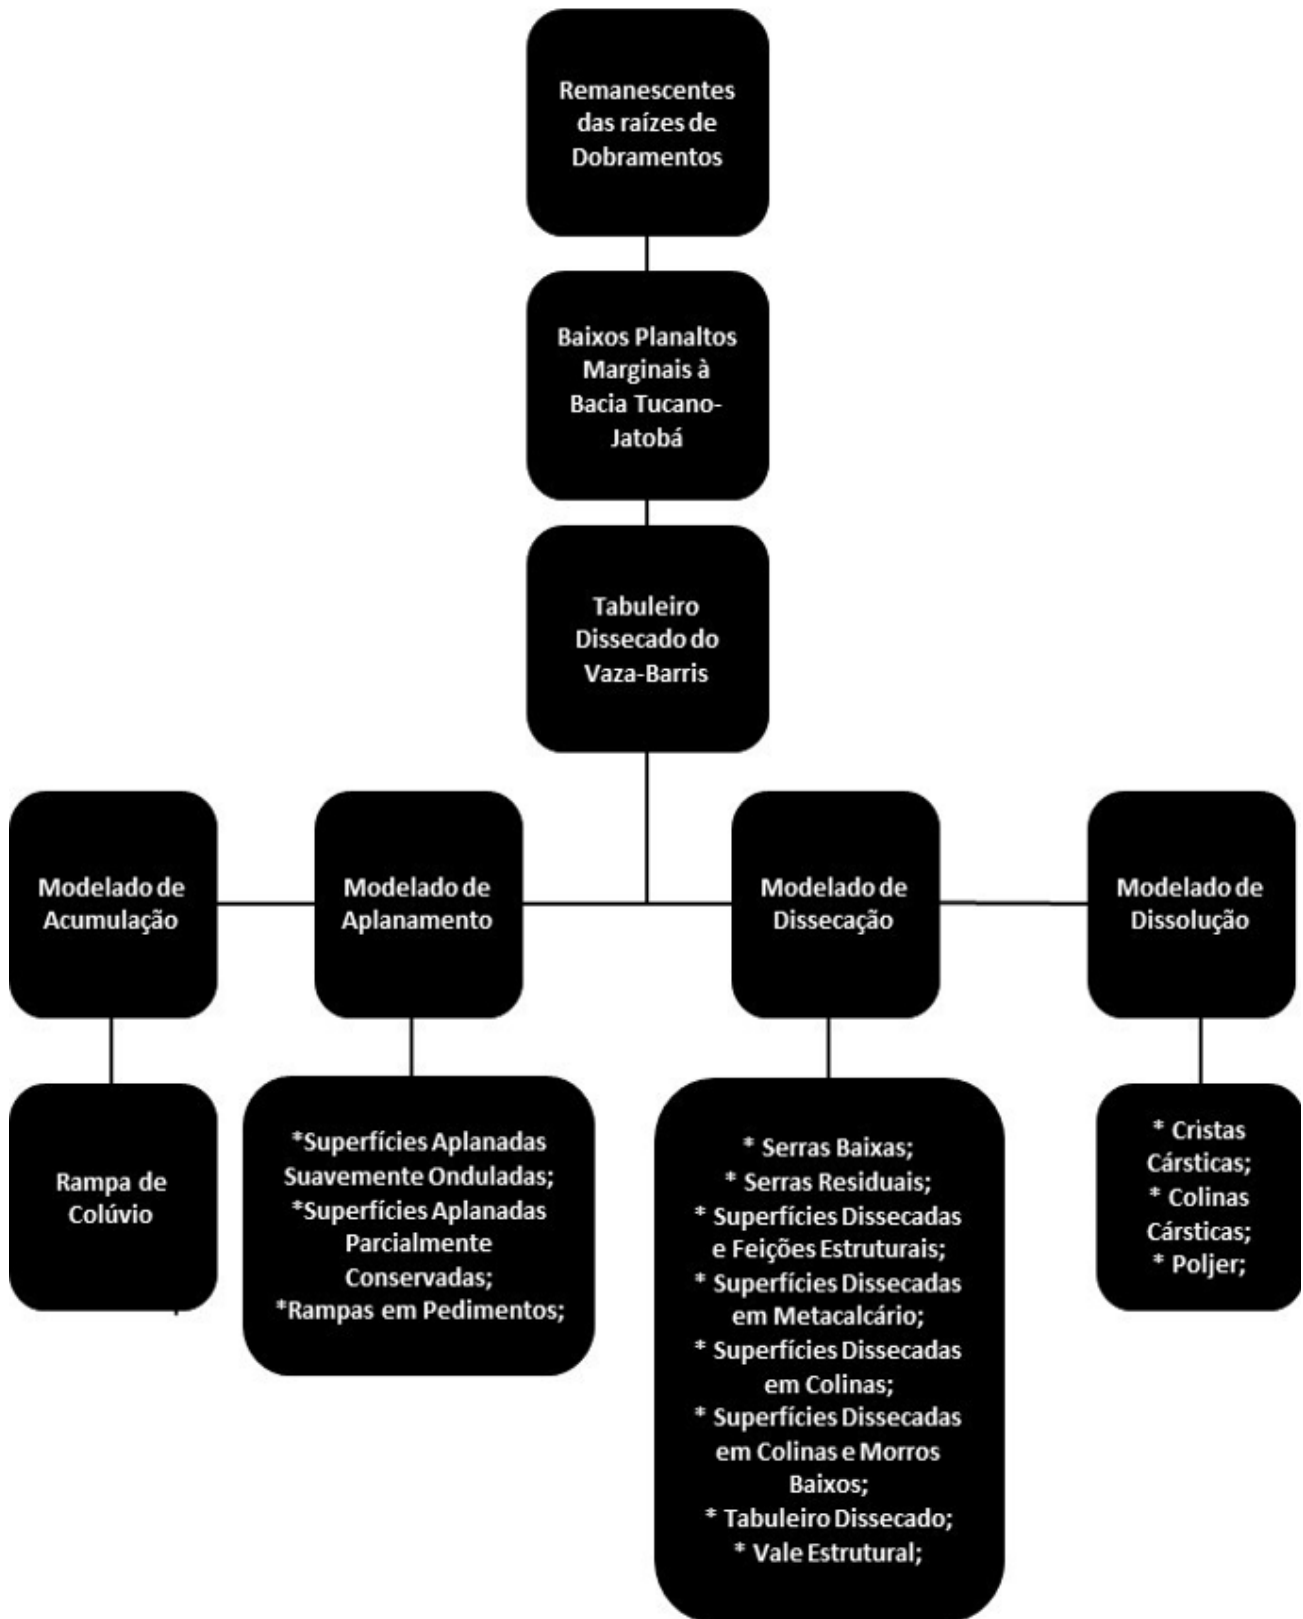 Remanescentes
das raízes de
Dobramentos
Baixos Planaltos
Marginais à
Bacia Tucano-
Jatobá
Tabuleiro
Dissecado do
Vaza-Barris
Modelado de
Acumulação
Modelado de
Aplanamento
Modelado de
Dissecação
Modelado de
Dissolução
Rampa de
Colúvio
*Superfícies Aplanadas
Suavemente Onduladas;
*Superfícies Aplanadas
Parcialmente
Conservadas;
*Rampas em Pedimentos;
* Serras Baixas;
* Serras Residuais;
* Superfícies Dissecadas
e Feições Estruturais;
* Superfícies Dissecadas
em Metacalcário;
* Superfícies Dissecadas
em Colinas;
* Superfícies Dissecadas
em Colinas e Morros
Baixos;
* Tabuleiro Dissecado;
* Vale Estrutural;
* Cristas
Cársticas;
* Colinas
Cársticas;
* Poljer;